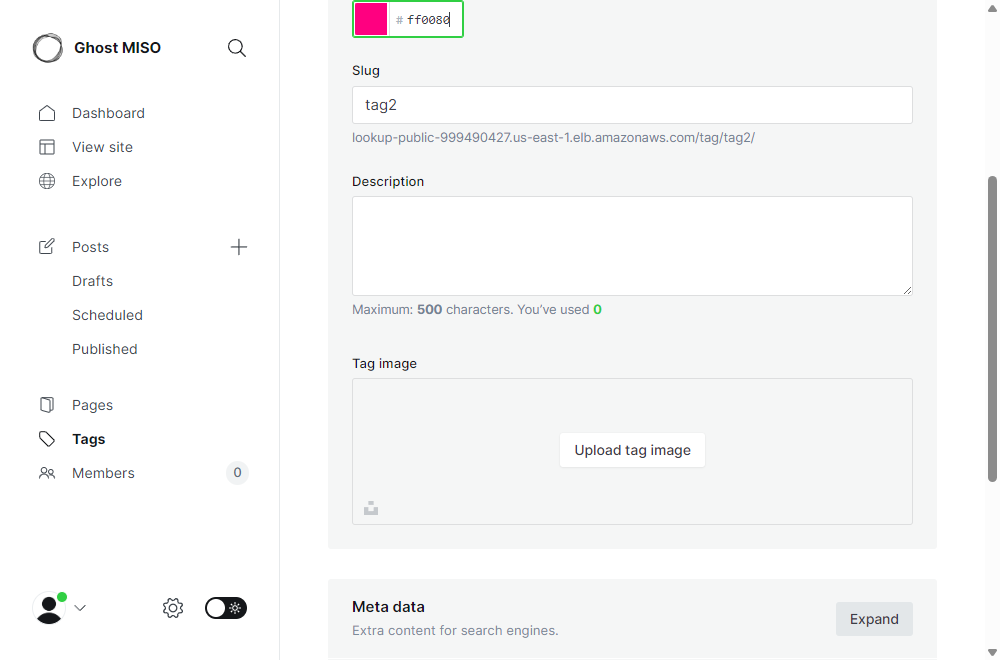 Ghost MISO
Dashboard
View site
Explore
Posts
Drafts
Scheduled
Published
Pages
Tags
Members
0
# ff0080
Slug
tag2
lookup-public-999490427.us-east-1.elb.amazonaws.com/tag/tag2/
Description
Maximum: 500 characters. You’ve used 0
Tag image
Upload tag image
Meta data
Extra content for search engines.
Expand